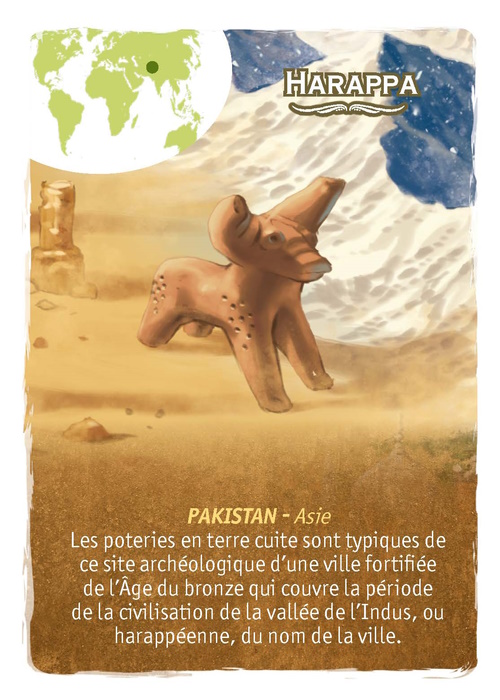 HARAPPA
PAKISTAN - Asie
Les poteries en terre cuite sont typiques de
ce site archéologique d'une ville fortifiée
de l'Âge du bronze qui couvre la période
de la civilisation de la vallée de l'Indus, ou
harappéenne, du nom de la ville.